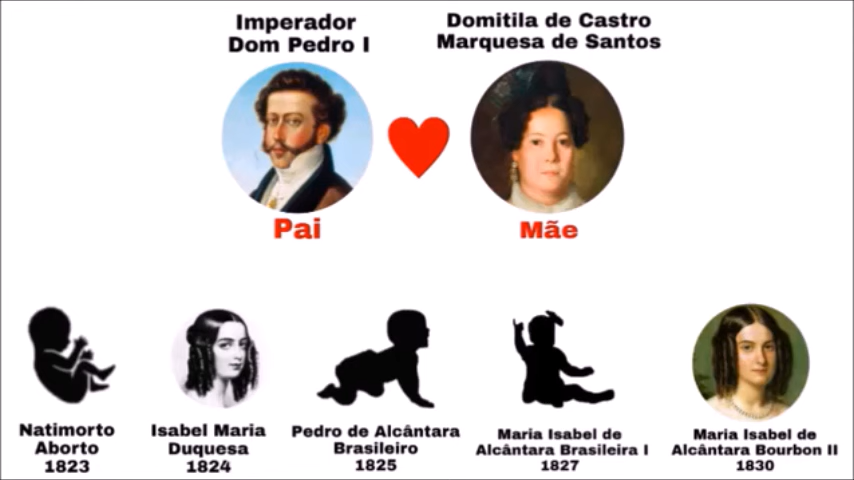 Imperador
Dom Pedro I
Domitila de Castro
Marquesa de Santos
Pai
Mãe
Natimorto
Aborto
1823
Isabel Maria
Duquesa
1824
Pedro de Alcântara
Brasileiro
1825
Maria Isabel de
Alcântara Brasileira I
1827
Maria Isabel de
Alcântara Bourbon II
1830